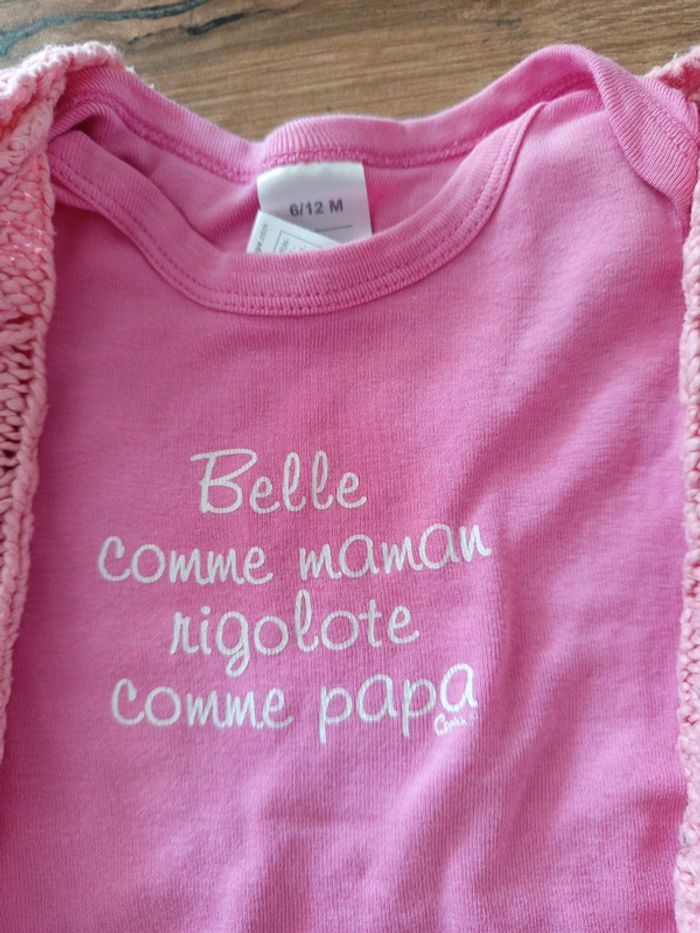 6/12 M
Belle
comme maman
rigolote
comme papa